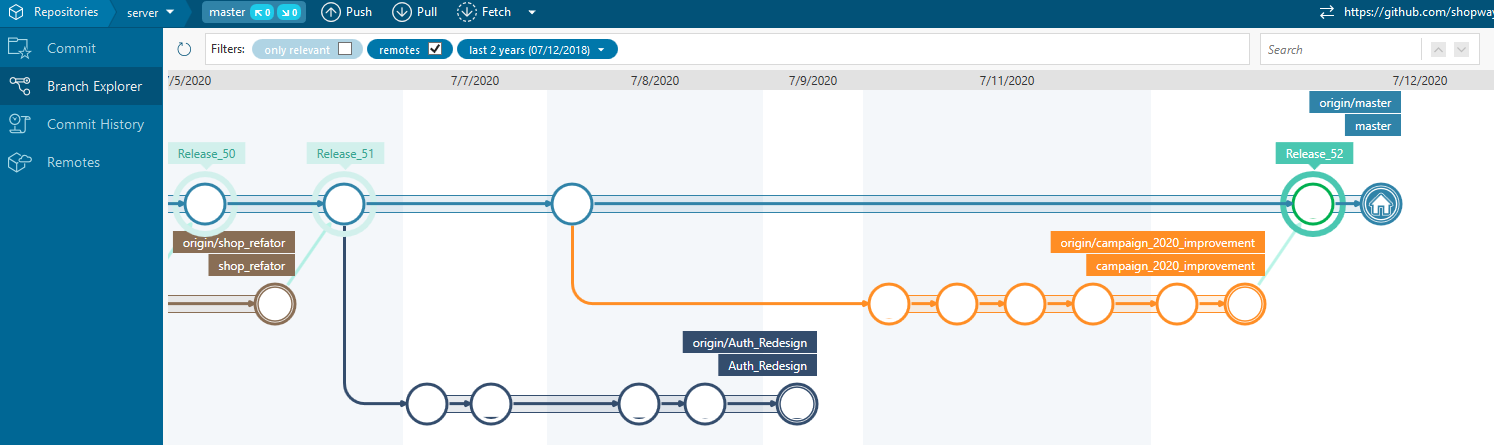 Repositories server master 0 0 Push Pull Fetch https://github.com/shopway
Commit
Branch Explorer
Commit History
Remotes
Filters: only relevant remotes last 2 years (07/12/2018) Search
/5/2020 7/7/2020 7/8/2020 7/9/2020 7/11/2020 7/12/2020
origin/master
master
Release_50 Release_51 Release_52
origin/shop_refator origin/campaign_2020_improvement
shop_refator campaign_2020_improvement
origin/Auth_Redesign
Auth_Redesign